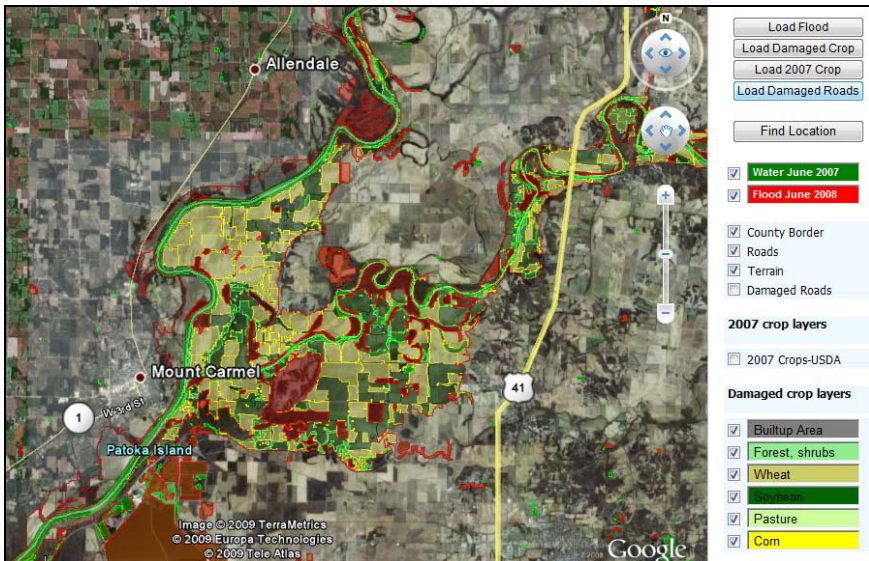 Allendale
Mount Carmel
1
W 3rd St
Patoka Island
41
N
Image © 2009 TerraMetrics
© 2009 Europa Technologies
© 2009 Tele Atlas
©2008 Google
Load Flood
Load Damaged Crop
Load 2007 Crop
Load Damaged Roads
Find Location
Water June 2007
Flood June 2008
County Border
Roads
Terrain
Damaged Roads
2007 crop layers
2007 Crops-USDA
Damaged crop layers
Builtup Area
Forest, shrubs
Wheat
Soybean
Pasture
Corn